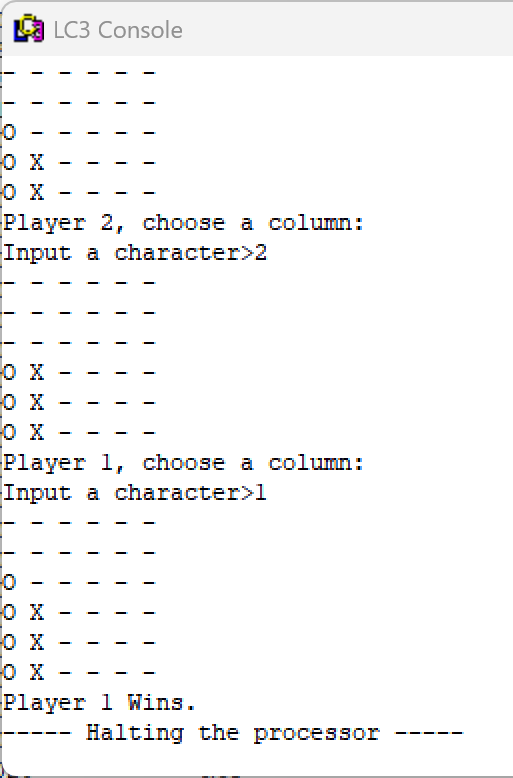 LC3 Console
- - - - - -
- - - - - -
O - - - - -
O X - - - -
O X - - - -
Player 2, choose a column:
Input a character>2
- - - - - -
- - - - - -
- - - - - -
O X - - - -
O X - - - -
O X - - - -
Player 1, choose a column:
Input a character>1
- - - - - -
- - - - - -
O - - - - -
O X - - - -
O X - - - -
O X - - - -
Player 1 Wins.
----- Halting the processor -----